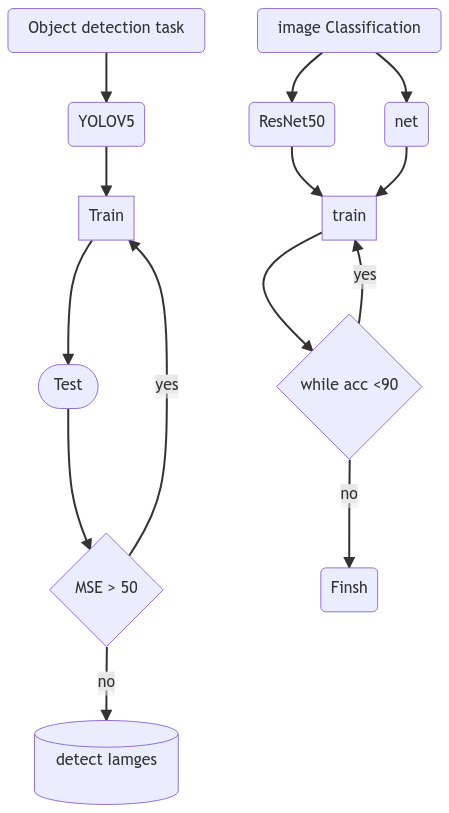 Object detection task
YOLOV5
Train
Test
yes
MSE > 50
no
detect Iamges
image Classification
ResNet50
net
train
yes
while acc <90
no
Finsh